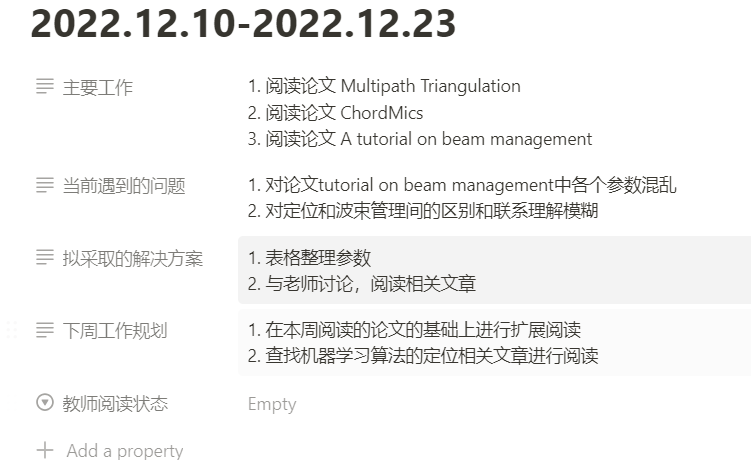 2022.12.10-2022.12.23
主要工作
1. 阅读论文 Multipath Triangulation
2. 阅读论文 ChordMics
3. 阅读论文 A tutorial on beam management
当前遇到的问题
1. 对论文tutorial on beam management中各个参数混乱
2. 对定位和波束管理间的区别和联系理解模糊
拟采取的解决方案
1. 表格整理参数
2. 与老师讨论，阅读相关文章
下周工作规划
1. 在本周阅读的论文的基础上进行扩展阅读
2. 查找机器学习算法的定位相关文章进行阅读
教师阅读状态
Empty
Add a property